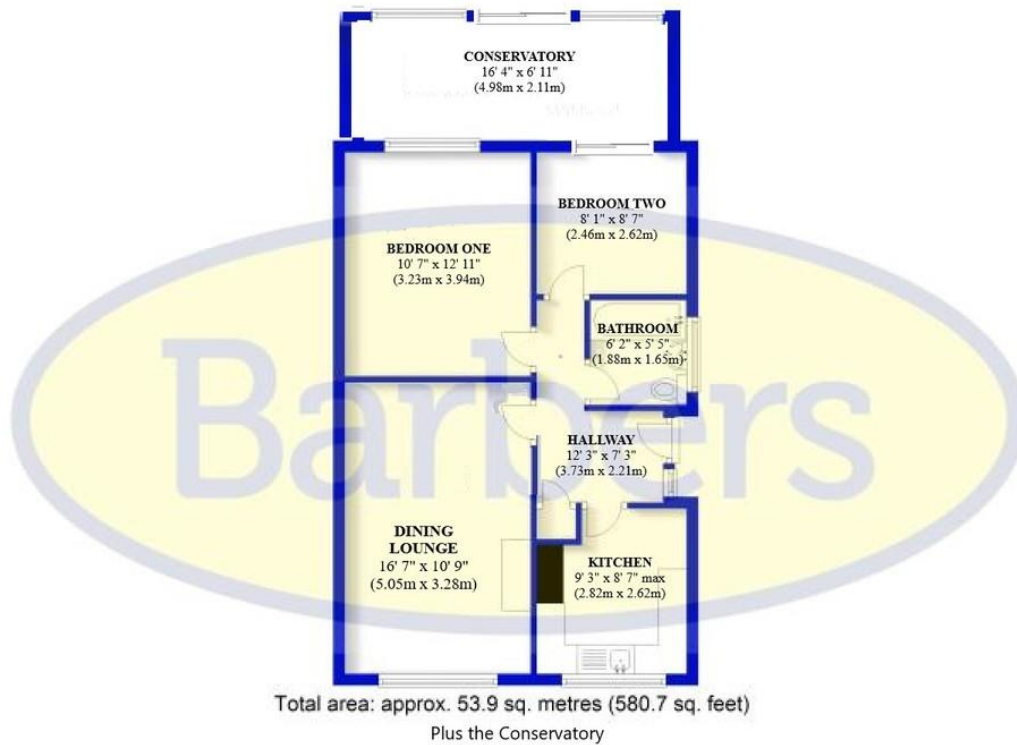 CONSERVATORY
16' 4" x 6' 11"
(4.98m x 2.11m)
BEDROOM TWO
8' 1" x 8' 7"
(2.46m x 2.62m)
BEDROOM ONE
10' 7" x 12' 11"
(3.23m x 3.94m)
BATHROOM
6' 2" x 5' 5"
(1.88m x 1.65m)
Barbers
HALLWAY
12' 3" x 7' 3"
(3.73m x 2.21m)
DINING
LOUNGE
16' 7" x 10' 9"
(5.05m x 3.28m)
KITCHEN
9' 3" x 8' 7" max
(2.82m x 2.62m)
Total area: approx. 53.9 sq. metres (580.7 sq. feet)
Plus the Conservatory